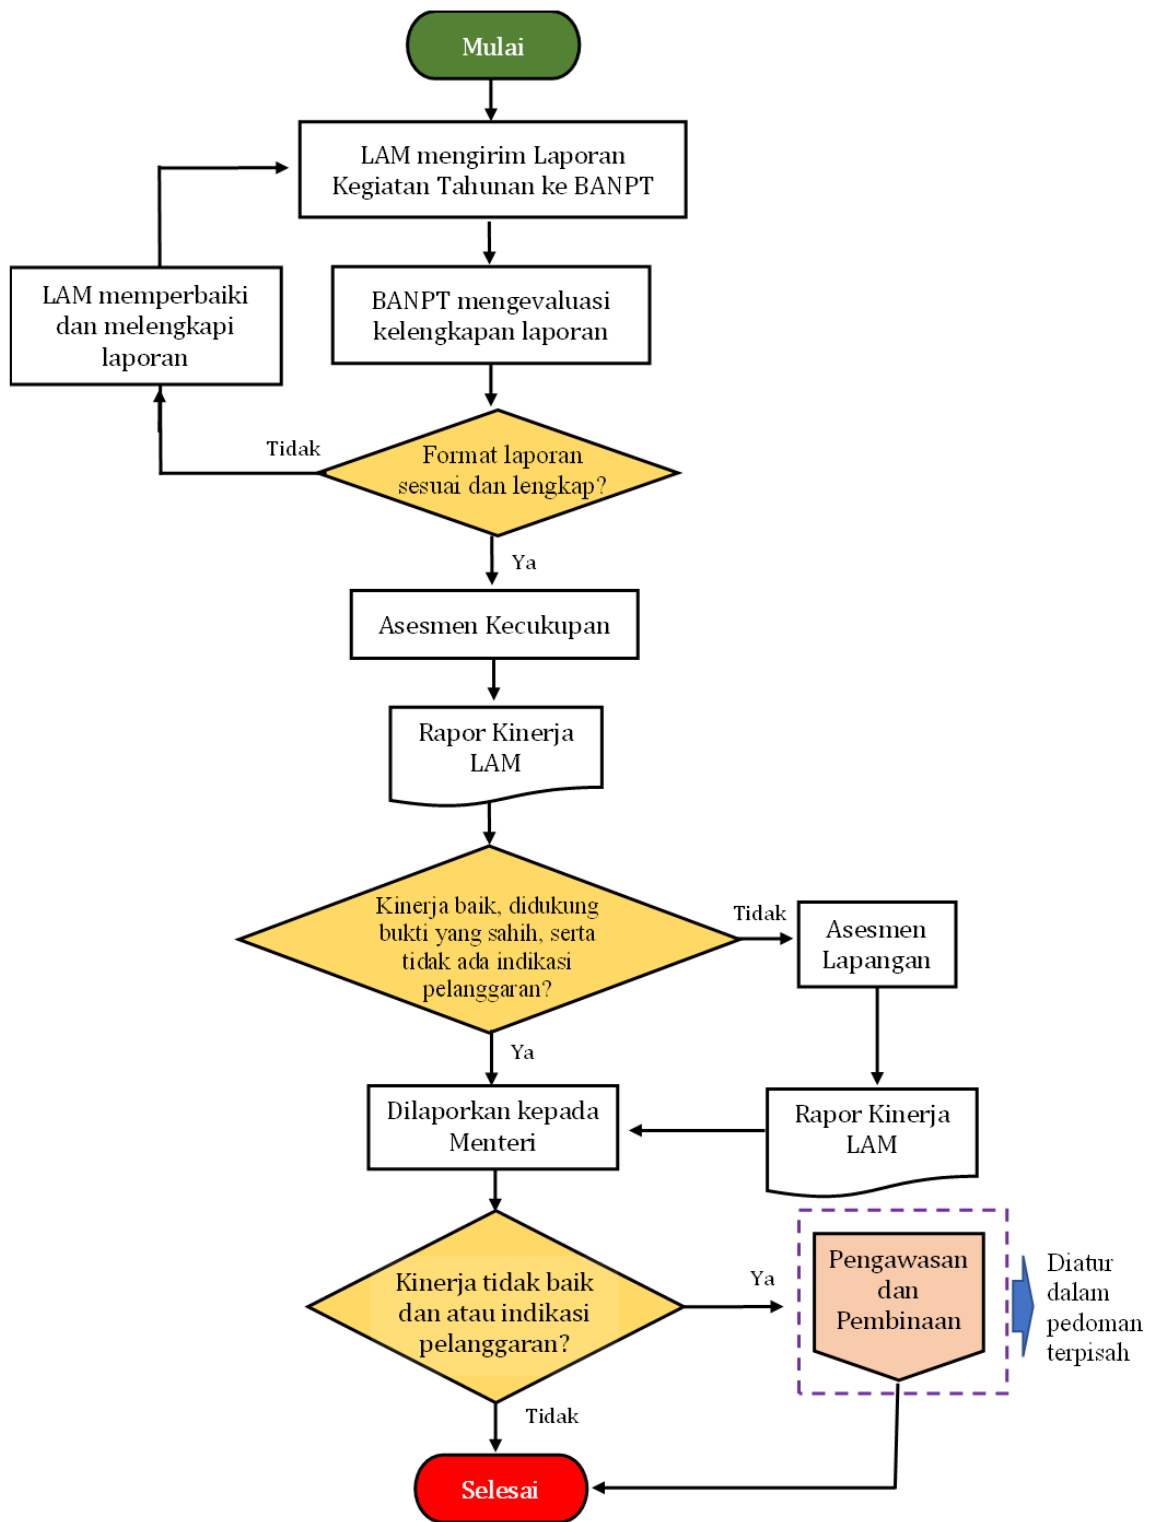 Mulai
LAM mengirim Laporan
Kegiatan Tahunan ke BANPT
LAM memperbaiki
dan melengkapi
laporan
BANPT mengevaluasi
kelengkapan laporan
Tidak
Format laporan
sesuai dan lengkap?
Ya
Asesmen Kecukupan
Rapor Kinerja
LAM
Kinerja baik, didukung
bukti yang sahih, serta
tidak ada indikasi
pelanggaran?
Tidak
Asesmen
Lapangan
Ya
Dilaporkan kepada
Menteri
Rapor Kinerja
LAM
Kinerja tidak baik
dan atau indikasi
pelanggaran?
Ya
Pengawasan
dan
Pembinaan
Diatur
dalam
pedoman
terpisah
Tidak
Selesai